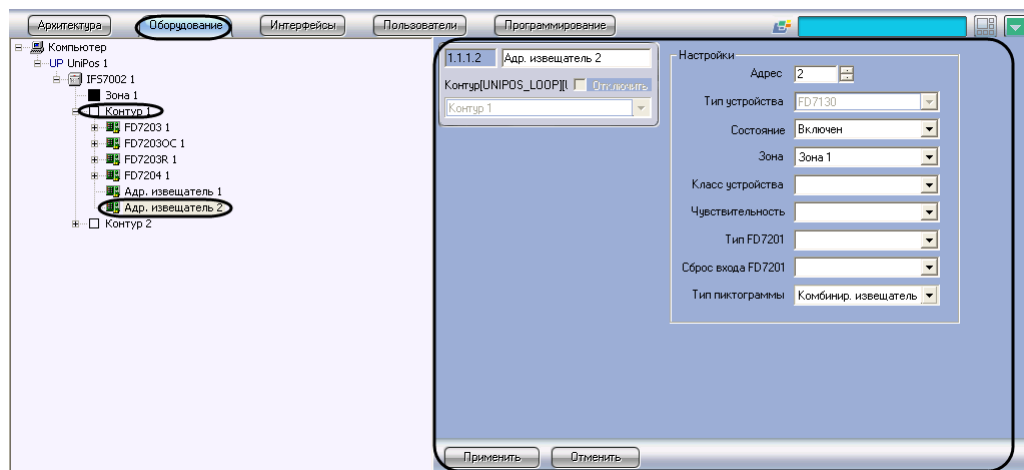 Архитектура Оборудование Интерфейсы Пользователи Программирование
Компьютер
UP UniPos 1
IFS7002 1
Зона 1
Контур 1
FD7203 1
FD7203OC 1
FD7203R 1
FD7204 1
Адр. извещатель 1
Адр. извещатель 2
Контур 2
1.1.1.2 Адр. извещатель 2
Контур[UNIPOS_LOOP][ Отключить
Контур 1
Настройки
Адрес 2
Тип устройства FD7130
Состояние Включен
Зона Зона 1
Класс устройства
Чувствительность
Тип FD7201
Сброс входа FD7201
Тип пиктограммы Комбинир. извещатель
Применить Отменить